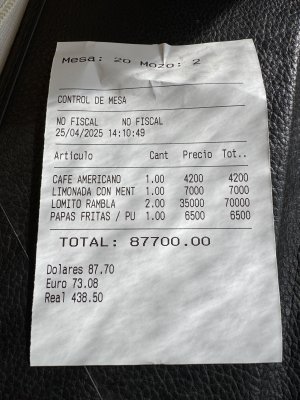 Mesa: 20 Mozo: 2
CONTROL DE MESA
NO FISCAL NO FISCAL
25/04/2025 14:10:49
Articulo Cant Precio Tot..
CAFE AMERICANO 1.00 4200 4200
LIMONADA CON MENT 1.00 7000 7000
LOMITO RAMBLA 2.00 35000 70000
PAPAS FRITAS / PU 1.00 6500 6500
TOTAL: 87700.00
Dolares 87.70
Euro 73.08
Real 438.50